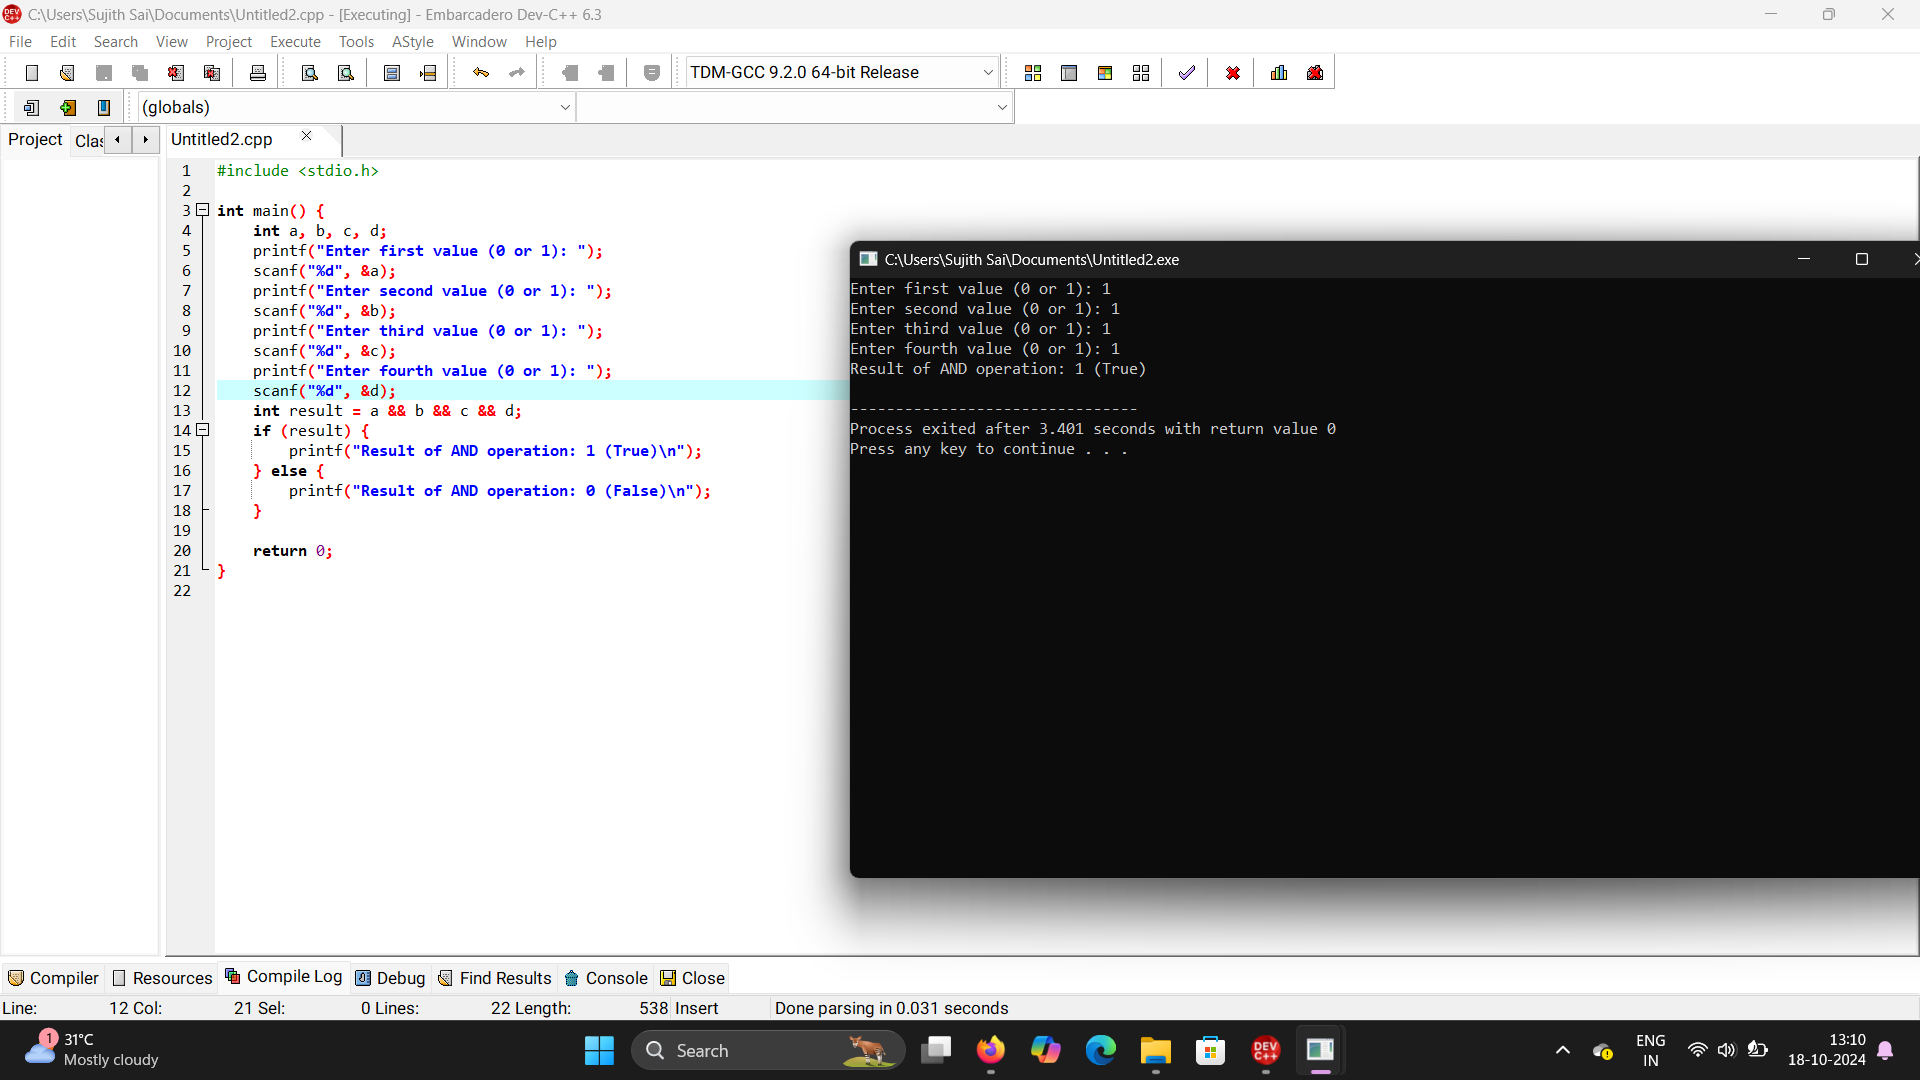 C:\Users\Sujith Sai\Documents\Untitled2.cpp - [Executing] - Embarcadero Dev-C++ 6.3
File Edit Search View Project Execute Tools AStyle Window Help
TDM-GCC 9.2.0 64-bit Release
(globals)
Project Clas Untitled2.cpp
1 #include <stdio.h>
2
3 int main() {
4 int a, b, c, d;
5 printf("Enter first value (0 or 1): ");
6 scanf("%d", &a);
7 printf("Enter second value (0 or 1): ");
8 scanf("%d", &b);
9 printf("Enter third value (0 or 1): ");
10 scanf("%d", &c);
11 printf("Enter fourth value (0 or 1): ");
12 scanf("%d", &d);
13 int result = a && b && c && d;
14 if (result) {
15 printf("Result of AND operation: 1 (True)\n");
16 } else {
17 printf("Result of AND operation: 0 (False)\n");
18 }
19
20 return 0;
21 }
22
C:\Users\Sujith Sai\Documents\Untitled2.exe
Enter first value (0 or 1): 1
Enter second value (0 or 1): 1
Enter third value (0 or 1): 1
Enter fourth value (0 or 1): 1
Result of AND operation: 1 (True)
--------------------------------
Process exited after 3.401 seconds with return value 0
Press any key to continue . . .
Compiler Resources Compile Log Debug Find Results Console Close
Line: 12 Col: 21 Sel: 0 Lines: 22 Length: 538 Insert Done parsing in 0.031 seconds
1 31°C
Mostly cloudy
Search
DEV C++
ENG
IN
13:10
18-10-2024